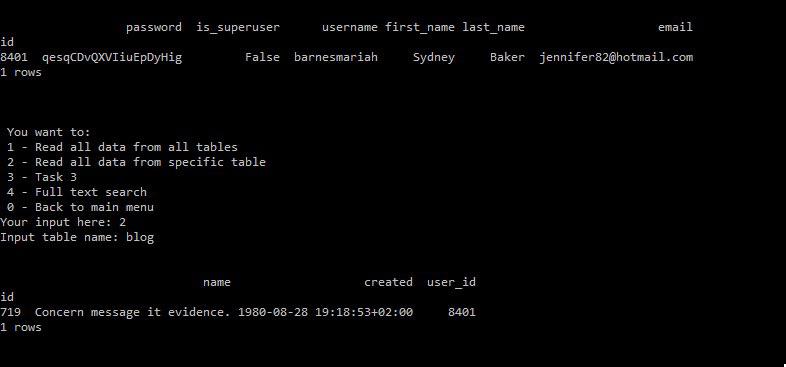 password is_superuser username first_name last_name email
id
8401 qesqCDvQXVIiuEpDyHig False barnesmariah Sydney Baker jennifer82@hotmail.com
1 rows
You want to:
1 - Read all data from all tables
2 - Read all data from specific table
3 - Task 3
4 - Full text search
0 - Back to main menu
Your input here: 2
Input table name: blog
name created user_id
id
719 Concern message it evidence. 1980-08-28 19:18:53+02:00 8401
1 rows